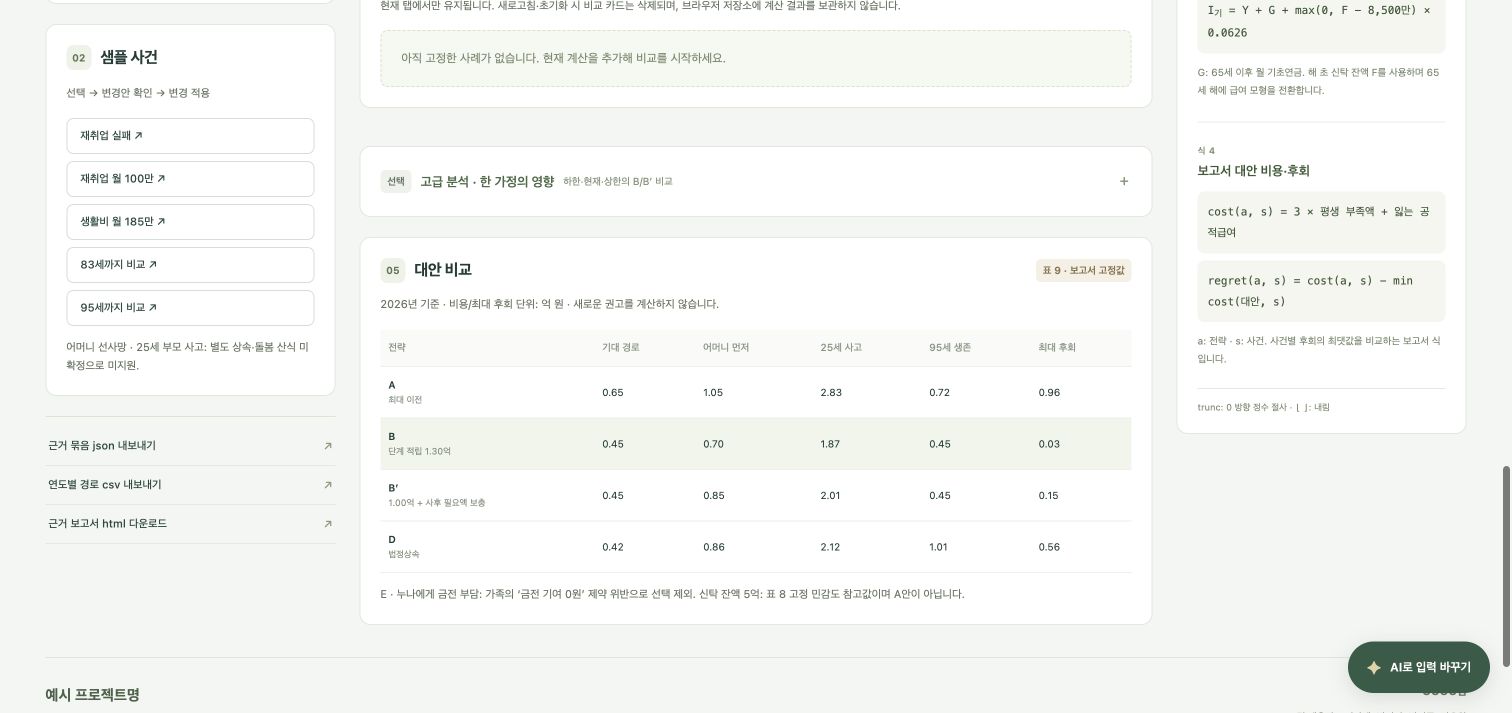 02 샘플 사건
선택 → 변경안 확인 → 변경 적용
재취업 실패 ↗
재취업 월 100만 ↗
생활비 월 185만 ↗
83세까지 비교 ↗
95세까지 비교 ↗
어머니 선사망 · 25세 부모 사고: 별도 상속·돌봄 산식 미
확정으로 미지원.
근거 묶음 json 내보내기 ↗
연도별 경로 csv 내보내기 ↗
근거 보고서 html 다운로드 ↗
현재 탭에서만 유지됩니다. 새로고침·초기화 시 비교 카드는 삭제되며, 브라우저 저장소에 계산 결과를 보관하지 않습니다.
아직 고정한 사례가 없습니다. 현재 계산을 추가해 비교를 시작하세요.
선택 고급 분석 · 한 가정의 영향 하한·현재·상한의 B/B′ 비교 +
05 대안 비교 표 9 · 보고서 고정값
2026년 기준 · 비용/최대 후회 단위: 억 원 · 새로운 권고를 계산하지 않습니다.
전략 기대 경로 어머니 먼저 25세 사고 95세 생존 최대 후회
A
최대 이전 0.65 1.05 2.83 0.72 0.96
B
단계 적립 1.30억 0.45 0.70 1.87 0.45 0.03
B′
1.00억 + 사후 필요액 보충 0.45 0.85 2.01 0.45 0.15
D
법정상속 0.42 0.86 2.12 1.01 0.56
E · 누나에게 금전 부담: 가족의 ‘금전 기여 0원’ 제약 위반으로 선택 제외. 신탁 잔액 5억: 표 8 고정 민감도 참고값이며 A안이 아닙니다.
I기 = Y + G + max(0, F − 8,500만) ×
0.0626
G: 65세 이후 월 기초연금. 해 초 신탁 잔액 F를 사용하며 65
세 해에 급여 모형을 전환합니다.
식 4
보고서 대안 비용·후회
cost(a, s) = 3 × 평생 부족액 + 잃는 공
적급여
regret(a, s) = cost(a, s) − min
cost(대안, s)
a: 전략 · s: 사건. 사건별 후회의 최댓값을 비교하는 보고서 식
입니다.
trunc: 0 방향 정수 절사 · ⌊ ⌋: 내림
AI로 입력 바꾸기
예시 프로젝트명